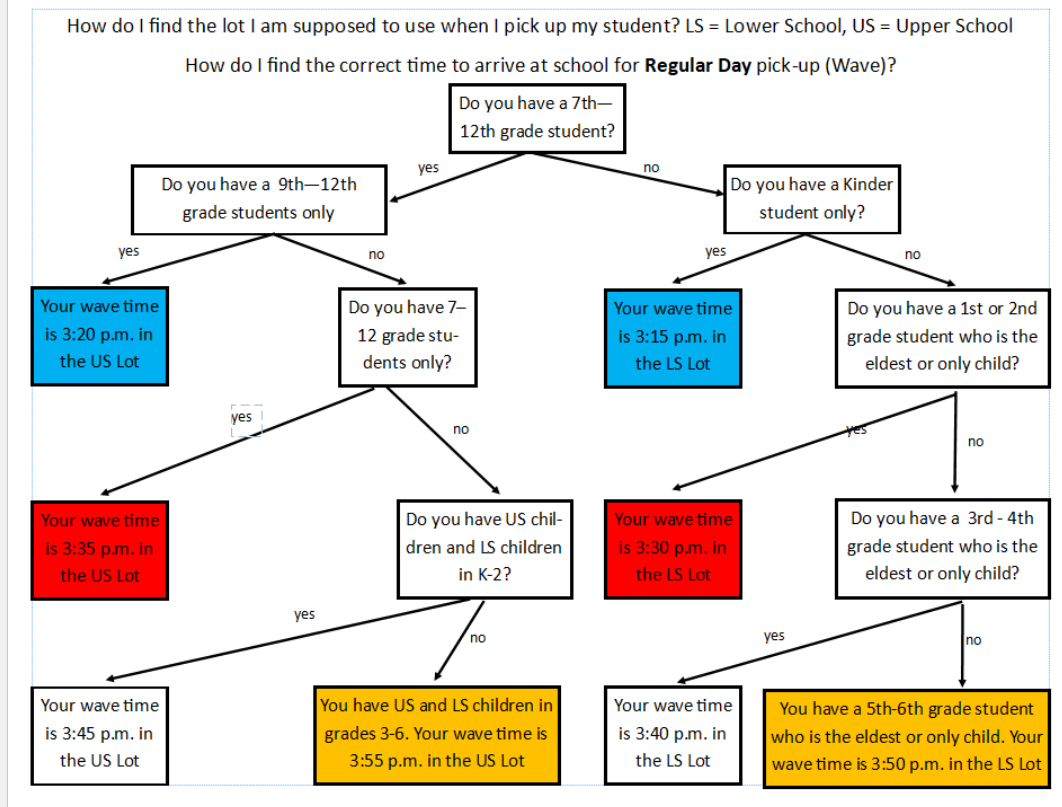 How do I find the lot I am supposed to use when I pick up my student? LS = Lower School, US = Upper School
How do I find the correct time to arrive at school for Regular Day pick-up (Wave)?
Do you have a 7th—
12th grade student?
yes
no
Do you have a 9th—12th
grade students only
Do you have a Kinder
student only?
yes
no
yes
no
Your wave time
is 3:20 p.m. in
the US Lot
Do you have 7–
12 grade stu-
dents only?
Your wave time
is 3:15 p.m. in
the LS Lot
Do you have a 1st or 2nd
grade student who is the
eldest or only child?
yes
no
yes
no
Your wave time
is 3:35 p.m. in
the US Lot
Do you have US chil-
dren and LS children
in K-2?
Your wave time
is 3:30 p.m. in
the LS Lot
Do you have a 3rd - 4th
grade student who is the
eldest or only child?
yes
no
yes
no
Your wave time
is 3:45 p.m. in
the US Lot
You have US and LS children in
grades 3-6. Your wave time is
3:55 p.m. in the US Lot
Your wave time
is 3:40 p.m. in
the LS Lot
You have a 5th-6th grade student
who is the eldest or only child. Your
wave time is 3:50 p.m. in the LS Lot